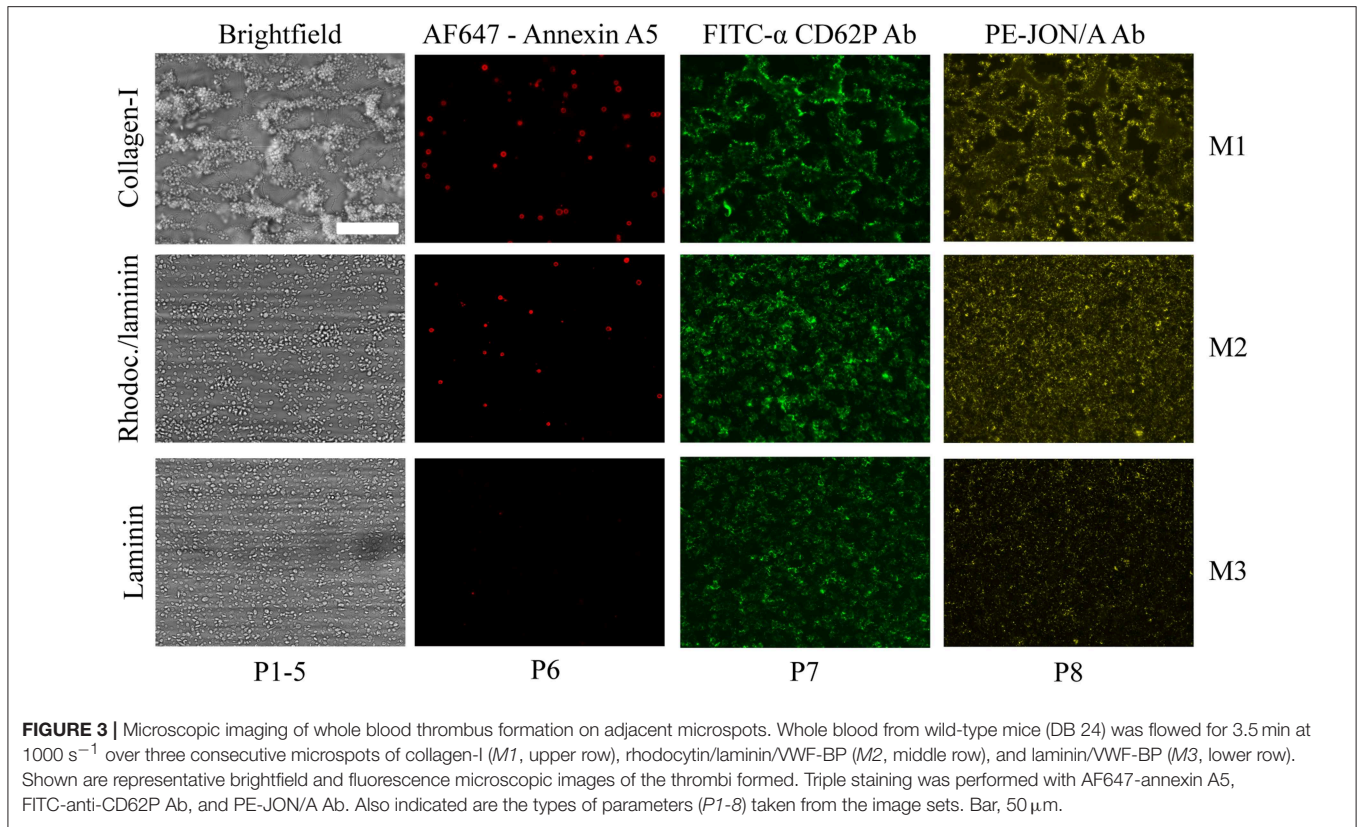 Brightfield AF647 - Annexin A5 FITC-α CD62P Ab PE-JON/A Ab
Collagen-I
M1
Rhodoc./laminin
M2
Laminin
M3
P1-5 P6 P7 P8
FIGURE 3 | Microscopic imaging of whole blood thrombus formation on adjacent microspots. Whole blood from wild-type mice (DB 24) was flowed for 3.5 min at
1000 s⁻¹ over three consecutive microspots of collagen-I (M1, upper row), rhodocytin/laminin/VWF-BP (M2, middle row), and laminin/VWF-BP (M3, lower row).
Shown are representative brightfield and fluorescence microscopic images of the thrombi formed. Triple staining was performed with AF647-annexin A5,
FITC-anti-CD62P Ab, and PE-JON/A Ab. Also indicated are the types of parameters (P1-8) taken from the image sets. Bar, 50 μm.